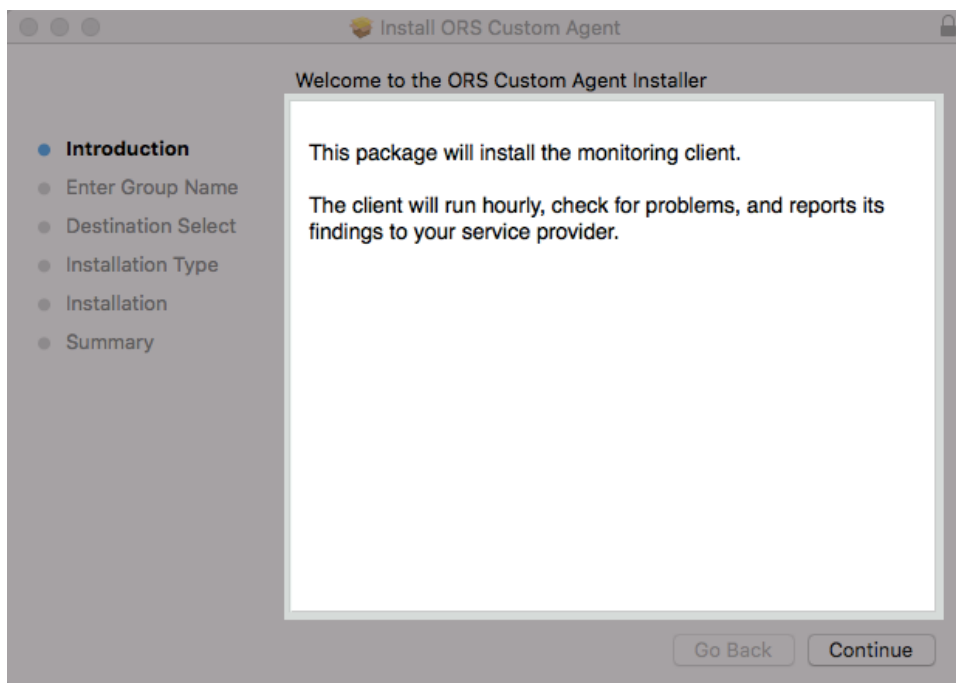 Install ORS Custom Agent
Welcome to the ORS Custom Agent Installer
Introduction
Enter Group Name
Destination Select
Installation Type
Installation
Summary
This package will install the monitoring client.
The client will run hourly, check for problems, and reports its
findings to your service provider.
Go Back
Continue